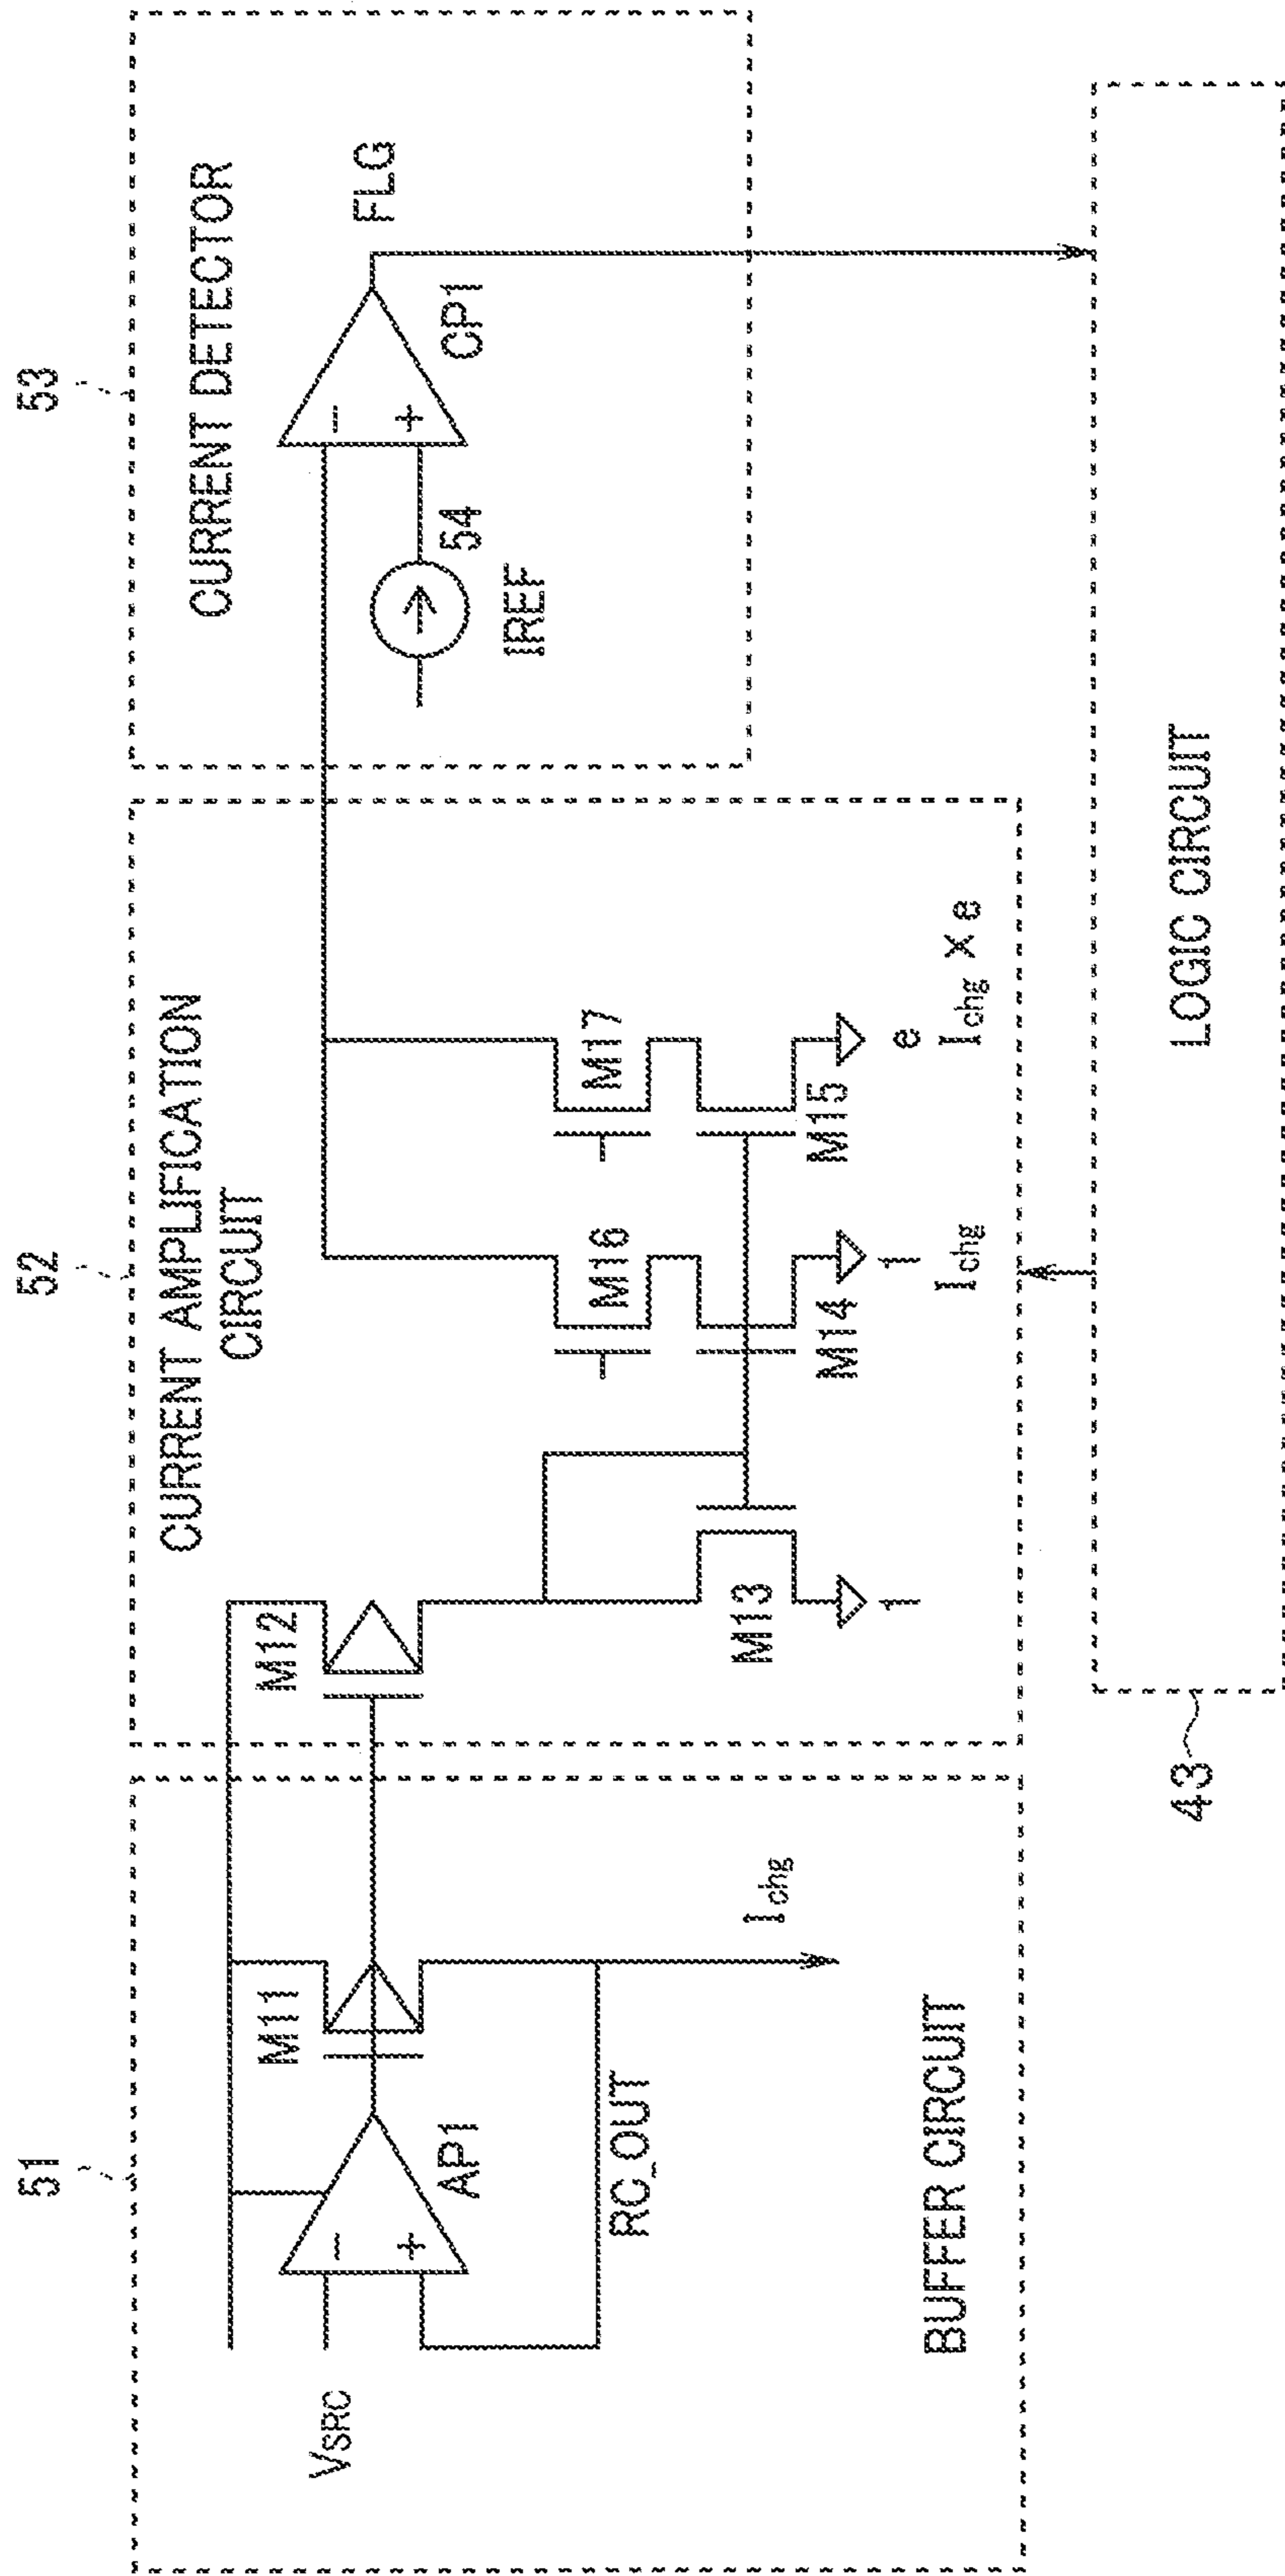 51
52
53
VSRC
AP1
−
+
M11
RC_OUT
Ichg
BUFFER CIRCUIT
CURRENT AMPLIFICATION
CIRCUIT
M12
M13
1
M16
M14
1
Ichg
M17
M15
e
Ichg × e
CURRENT DETECTOR
−
+
54
IREF
CP1
FLG
43
LOGIC CIRCUIT